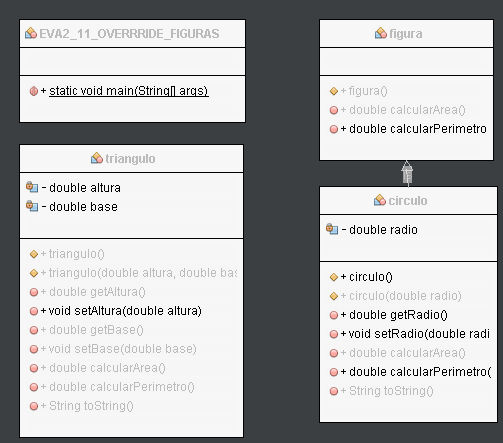 EVA2_11_OVERRRIDE_FIGURAS
+ static void main(String[] args)
triangulo
- double altura
- double base
+ triangulo()
+ triangulo(double altura, double bas
+ double getAltura()
+ void setAltura(double altura)
+ double getBase()
+ void setBase(double base)
+ double calcularArea()
+ double calcularPerimetro()
+ String toString()
figura
+ figura()
+ double calcularArea()
+ double calcularPerimetro
circulo
- double radio
+ circulo()
+ circulo(double radio)
+ double getRadio()
+ void setRadio(double radi
+ double calcularArea()
+ double calcularPerimetro(
+ String toString()